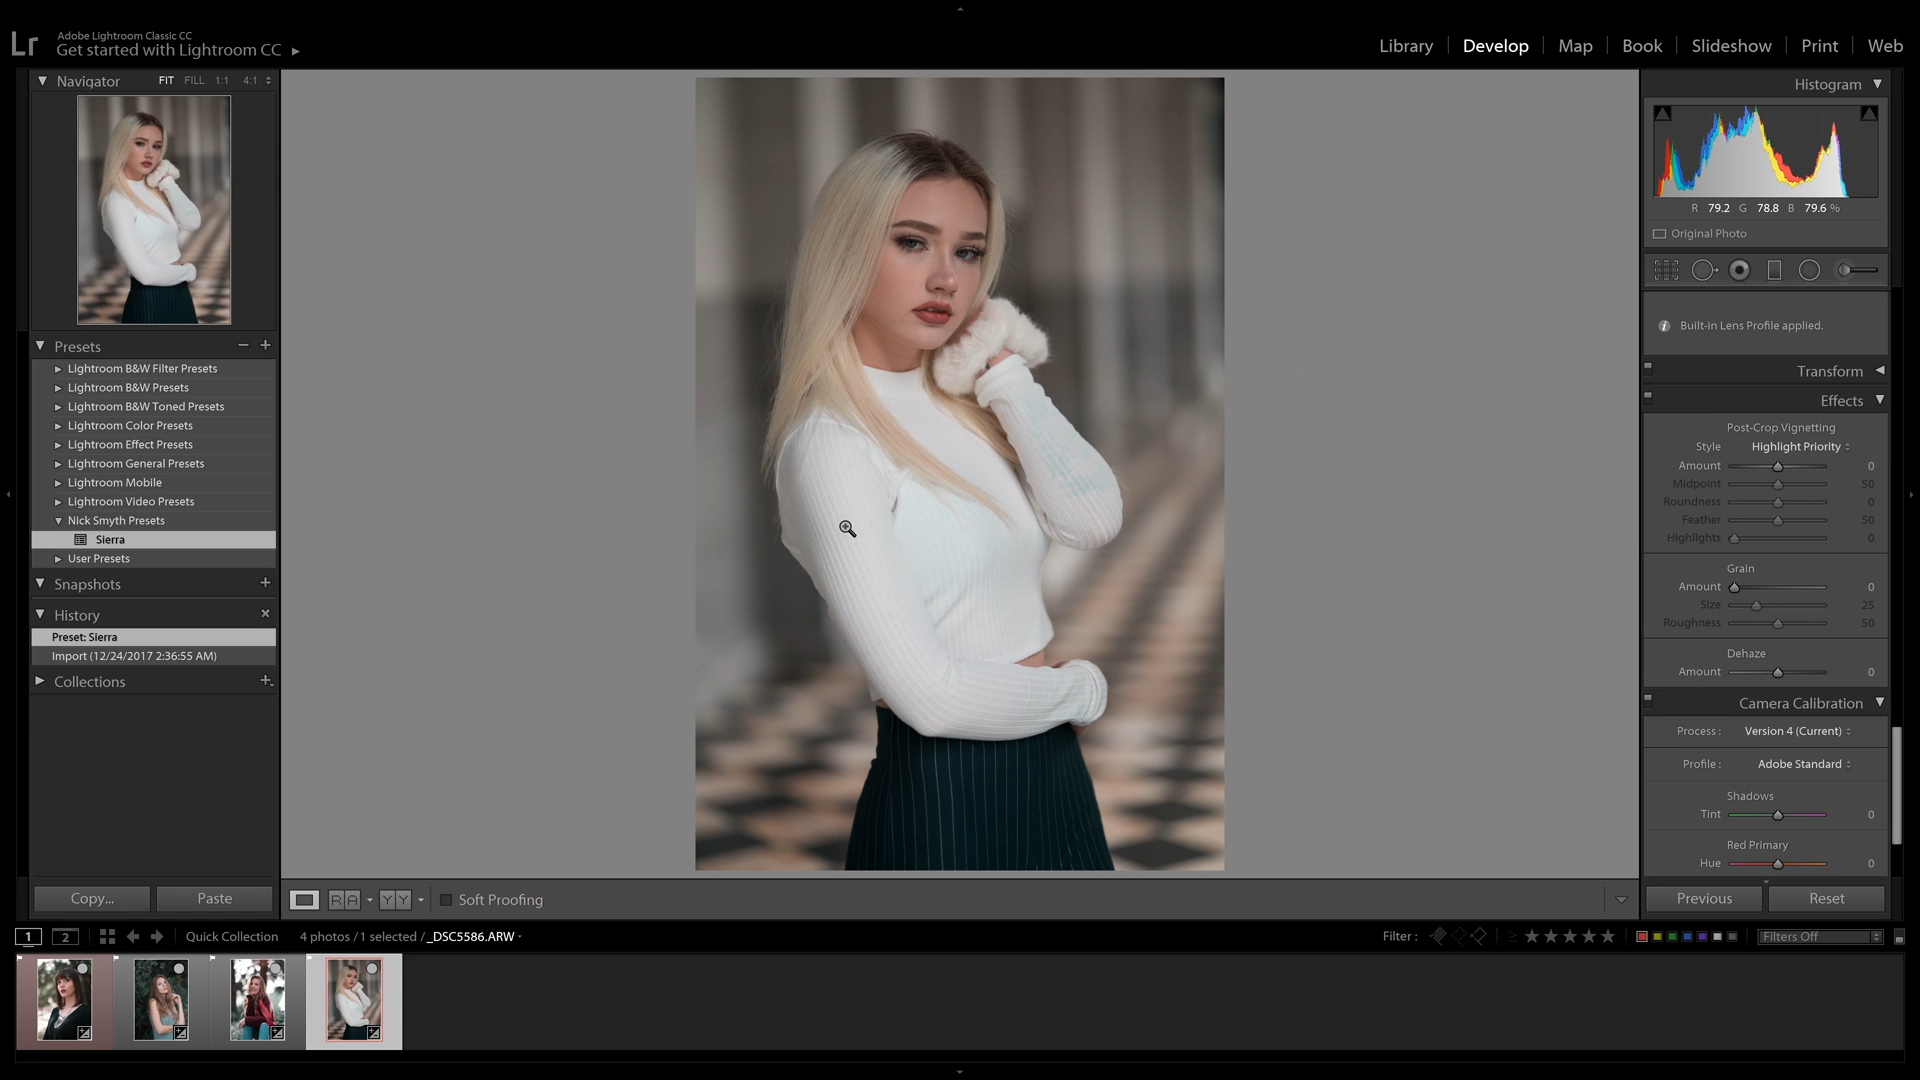 Lr
Adobe Lightroom Classic CC
Get started with Lightroom CC
Library
Develop
Map
Book
Slideshow
Print
Web
Navigator
FIT
FILL
1:1
4:1
Presets
Lightroom B&W Filter Presets
Lightroom B&W Presets
Lightroom B&W Toned Presets
Lightroom Color Presets
Lightroom Effect Presets
Lightroom General Presets
Lightroom Mobile
Lightroom Video Presets
Nick Smyth Presets
Sierra
User Presets
Snapshots
History
Preset: Sierra
Import (12/24/2017 2:36:55 AM)
Collections
Copy...
Paste
Soft Proofing
Histogram
R 79.2 G 78.8 B 79.6 %
Original Photo
Built-in Lens Profile applied.
Transform
Effects
Post-Crop Vignetting
Style Highlight Priority
Amount 0
Midpoint 50
Roundness 0
Feather 50
Highlights 0
Grain
Amount 0
Size 25
Roughness 50
Dehaze
Amount 0
Camera Calibration
Process : Version 4 (Current)
Profile : Adobe Standard
Shadows
Tint 0
Red Primary
Hue 0
Previous
Reset
1
2
Quick Collection
4 photos / 1 selected / _DSC5586.ARW
Filter :
Filters Off